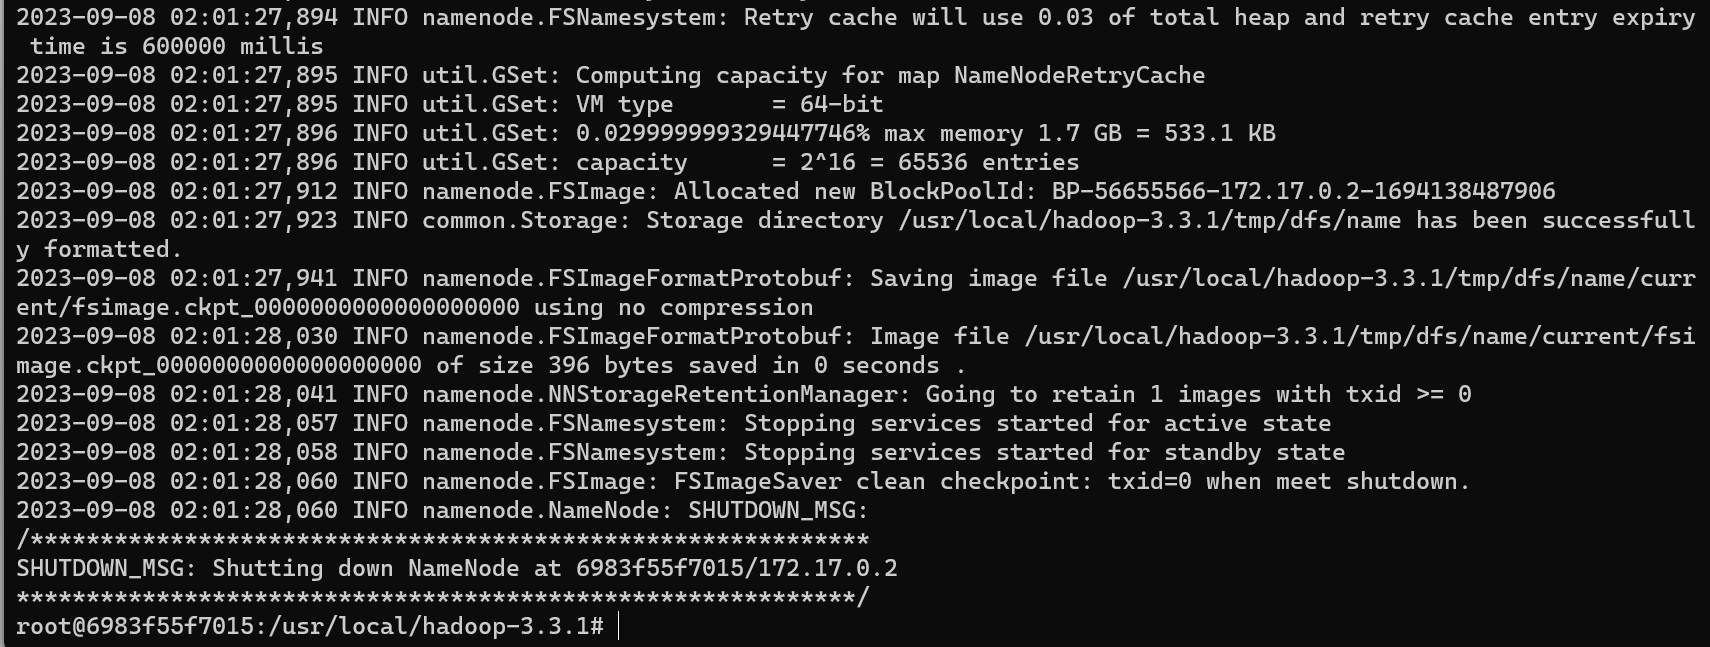 2023-09-08 02:01:27,894 INFO namenode.FSNamesystem: Retry cache will use 0.03 of total heap and retry cache entry expiry
 time is 600000 millis
2023-09-08 02:01:27,895 INFO util.GSet: Computing capacity for map NameNodeRetryCache
2023-09-08 02:01:27,895 INFO util.GSet: VM type       = 64-bit
2023-09-08 02:01:27,896 INFO util.GSet: 0.029999999329447746% max memory 1.7 GB = 533.1 KB
2023-09-08 02:01:27,896 INFO util.GSet: capacity      = 2^16 = 65536 entries
2023-09-08 02:01:27,912 INFO namenode.FSImage: Allocated new BlockPoolId: BP-56655566-172.17.0.2-1694138487906
2023-09-08 02:01:27,923 INFO common.Storage: Storage directory /usr/local/hadoop-3.3.1/tmp/dfs/name has been successfull
y formatted.
2023-09-08 02:01:27,941 INFO namenode.FSImageFormatProtobuf: Saving image file /usr/local/hadoop-3.3.1/tmp/dfs/name/curr
ent/fsimage.ckpt_0000000000000000000 using no compression
2023-09-08 02:01:28,030 INFO namenode.FSImageFormatProtobuf: Image file /usr/local/hadoop-3.3.1/tmp/dfs/name/current/fsi
mage.ckpt_0000000000000000000 of size 396 bytes saved in 0 seconds .
2023-09-08 02:01:28,041 INFO namenode.NNStorageRetentionManager: Going to retain 1 images with txid >= 0
2023-09-08 02:01:28,057 INFO namenode.FSNamesystem: Stopping services started for active state
2023-09-08 02:01:28,058 INFO namenode.FSNamesystem: Stopping services started for standby state
2023-09-08 02:01:28,060 INFO namenode.FSImage: FSImageSaver clean checkpoint: txid=0 when meet shutdown.
2023-09-08 02:01:28,060 INFO namenode.NameNode: SHUTDOWN_MSG:
/************************************************************
SHUTDOWN_MSG: Shutting down NameNode at 6983f55f7015/172.17.0.2
************************************************************/
root@6983f55f7015:/usr/local/hadoop-3.3.1#